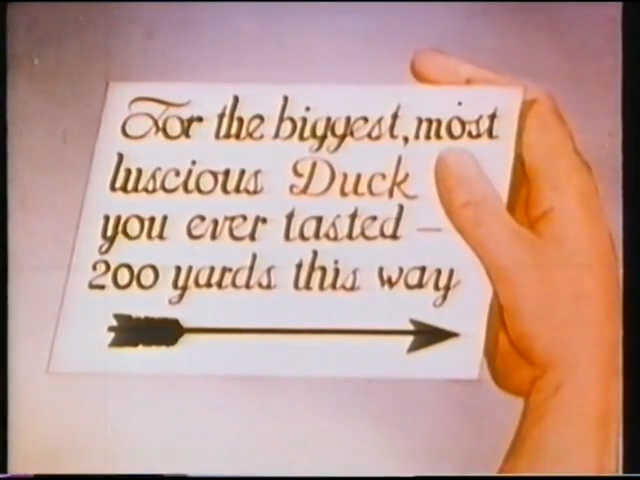 For the biggest, most
luscious Duck
you ever tasted —
200 yards this way